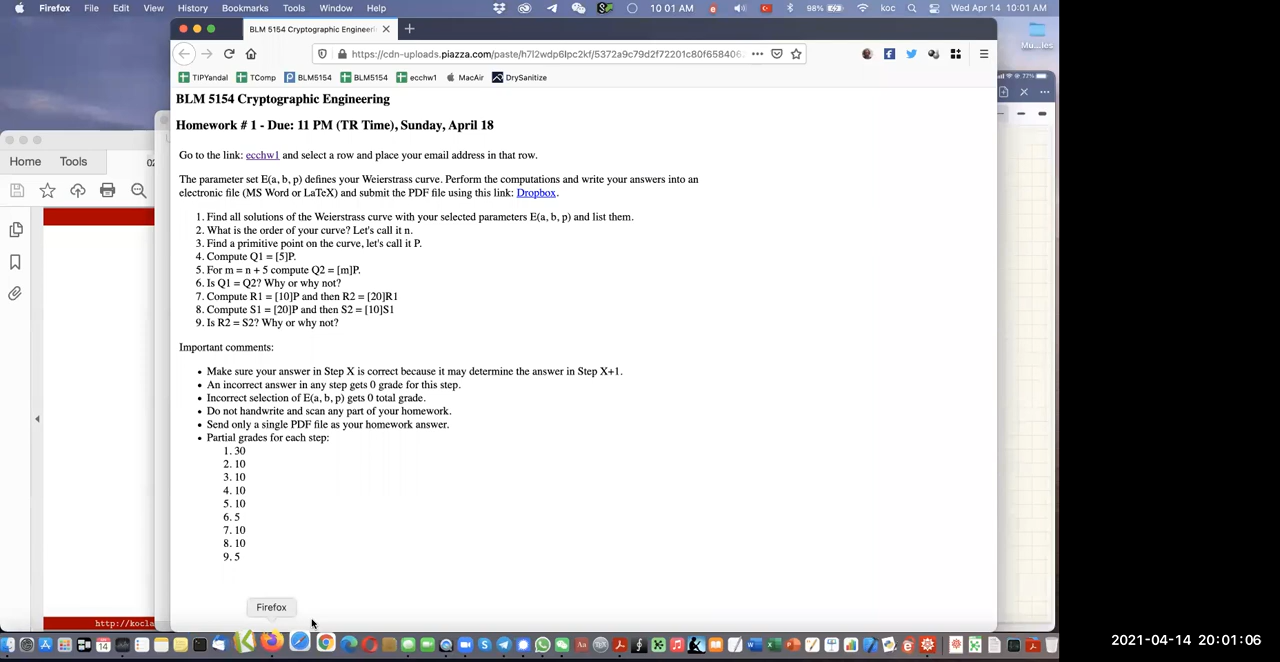 Firefox File Edit View History Bookmarks Tools Window Help 10 01 AM 98% koc Wed Apr 14 10:01 AM
BLM 5154 Cryptographic Engineerin
Mu...les
https://cdn-uploads.piazza.com/paste/h7l2wdp6lpc2kf/5372a9c79d2f72201c80f658406
TIPYandal TComp BLM5154 BLM5154 ecchw1 MacAir DrySanitize
77%
Home Tools 02
BLM 5154 Cryptographic Engineering
Homework # 1 - Due: 11 PM (TR Time), Sunday, April 18
Go to the link: ecchw1 and select a row and place your email address in that row.
The parameter set E(a, b, p) defines your Weierstrass curve. Perform the computations and write your answers into an
electronic file (MS Word or LaTeX) and submit the PDF file using this link: Dropbox.
1. Find all solutions of the Weierstrass curve with your selected parameters E(a, b, p) and list them.
2. What is the order of your curve? Let's call it n.
3. Find a primitive point on the curve, let's call it P.
4. Compute Q1 = [5]P.
5. For m = n + 5 compute Q2 = [m]P.
6. Is Q1 = Q2? Why or why not?
7. Compute R1 = [10]P and then R2 = [20]R1
8. Compute S1 = [20]P and then S2 = [10]S1
9. Is R2 = S2? Why or why not?
Important comments:
• Make sure your answer in Step X is correct because it may determine the answer in Step X+1.
• An incorrect answer in any step gets 0 grade for this step.
• Incorrect selection of E(a, b, p) gets 0 total grade.
• Do not handwrite and scan any part of your homework.
• Send only a single PDF file as your homework answer.
• Partial grades for each step:
1. 30
2. 10
3. 10
4. 10
5. 10
6. 5
7. 10
8. 10
9. 5
Firefox
http://kocla
2021-04-14 20:01:06